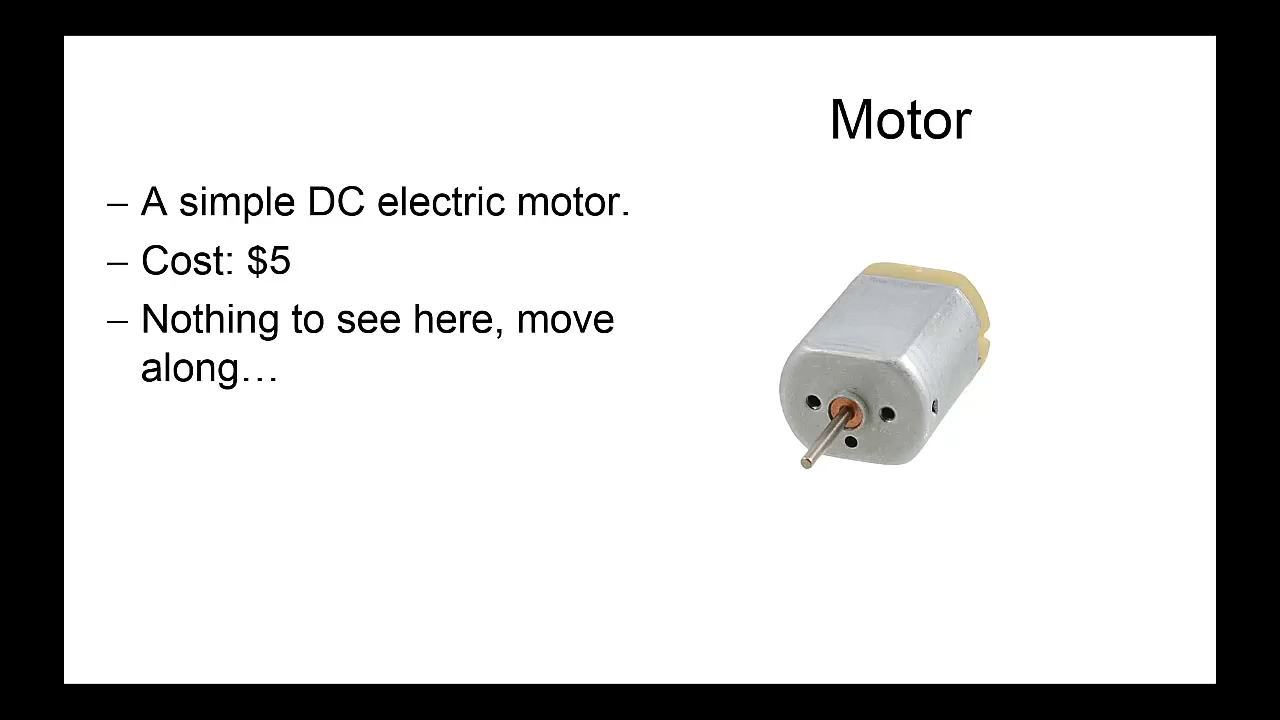 Motor
– A simple DC electric motor.
– Cost: $5
– Nothing to see here, move
along…